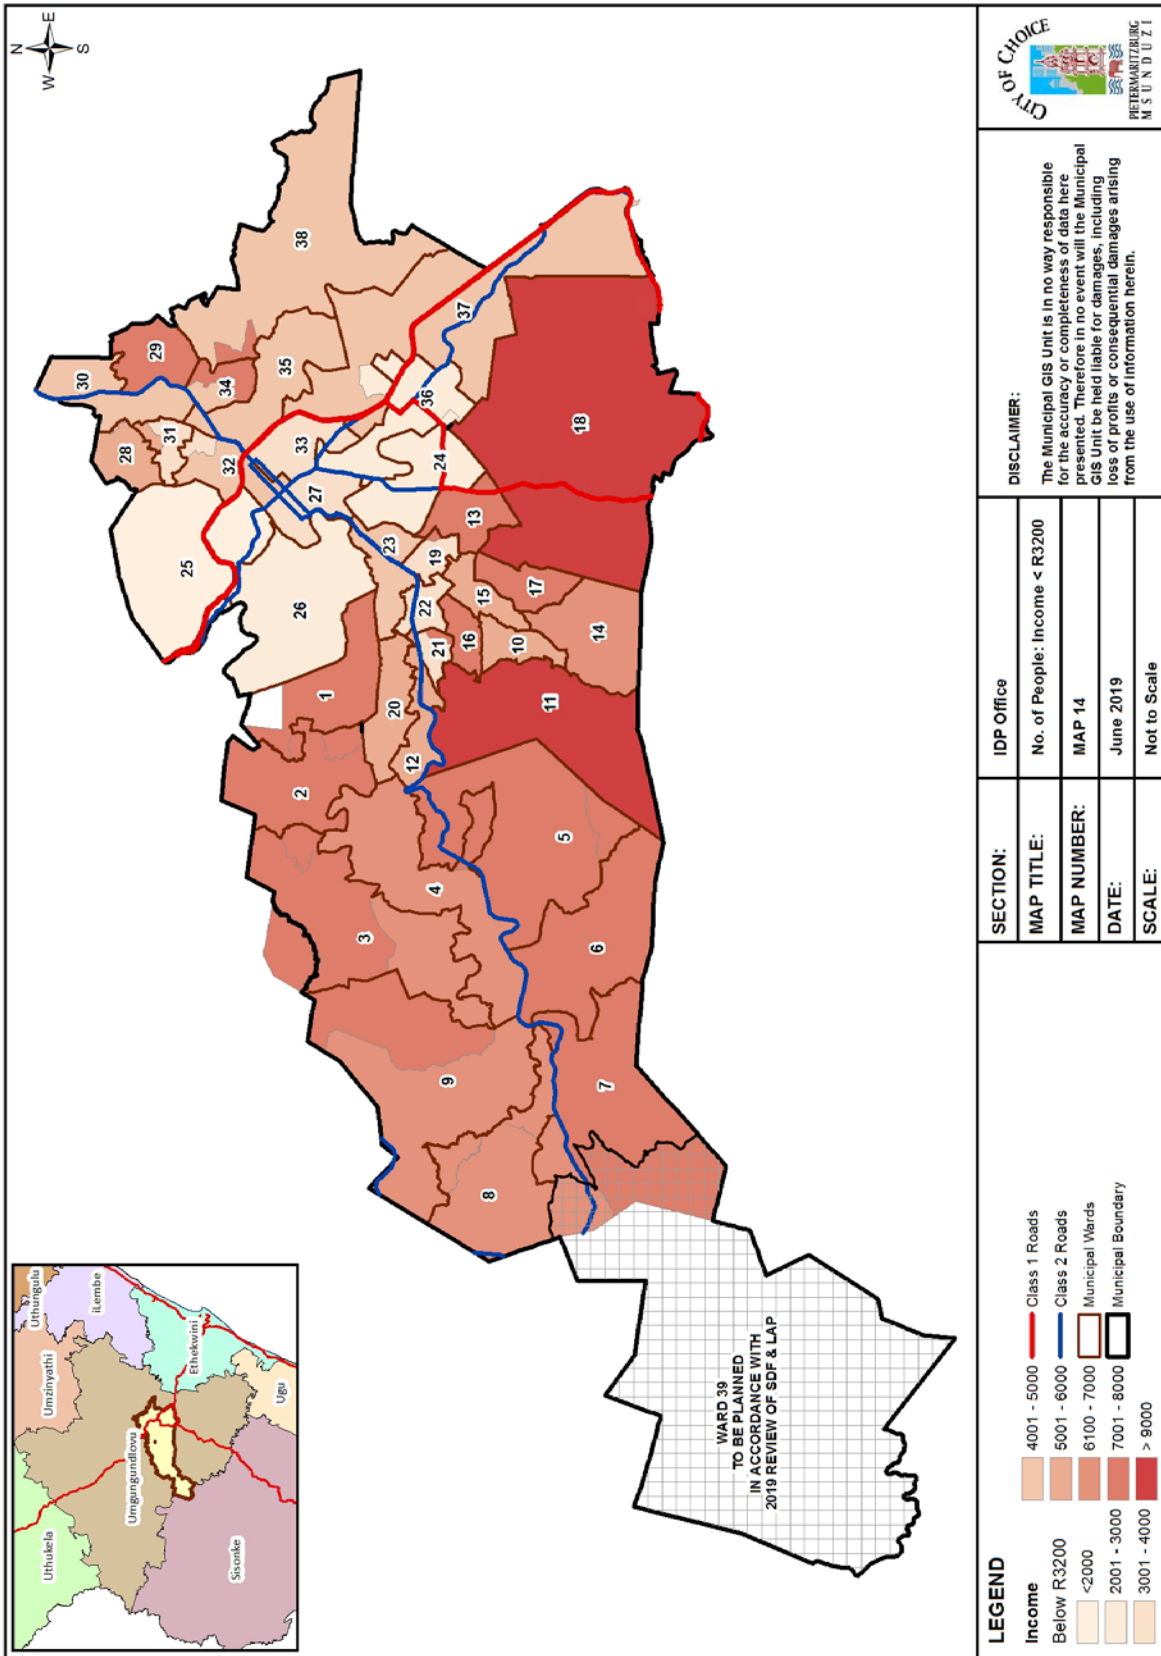 N
E
S
W
Uthukela
Umzinyathi
Uthungulu
iLembe
Umgungundlovu
Ethekwini
Ugu
Sisonke
30
29
28
31
34
38
35
32
33
25
27
26
37
36
24
18
13
23
19
22
15
17
21
16
10
14
1
20
11
12
2
5
4
3
6
9
7
8
WARD 39
TO BE PLANNED
IN ACCORDANCE WITH
2019 REVIEW OF SDF & LAP
LEGEND
Income
Below R3200
<2000
2001 - 3000
3001 - 4000
4001 - 5000
5001 - 6000
6100 - 7000
7001 - 8000
> 9000
Class 1 Roads
Class 2 Roads
Municipal Wards
Municipal Boundary
SECTION: IDP Office
MAP TITLE: No. of People: Income < R3200
MAP NUMBER: MAP 14
DATE: June 2019
SCALE: Not to Scale
DISCLAIMER:
The Municipal GIS Unit is in no way responsible
for the accuracy or completeness of data here
presented. Therefore in no event will the Municipal
GIS Unit be held liable for damages, including
loss of profits or consequential damages arising
from the use of information herein.
CITY OF CHOICE
PIETERMARITZBURG
MSUNDUZI